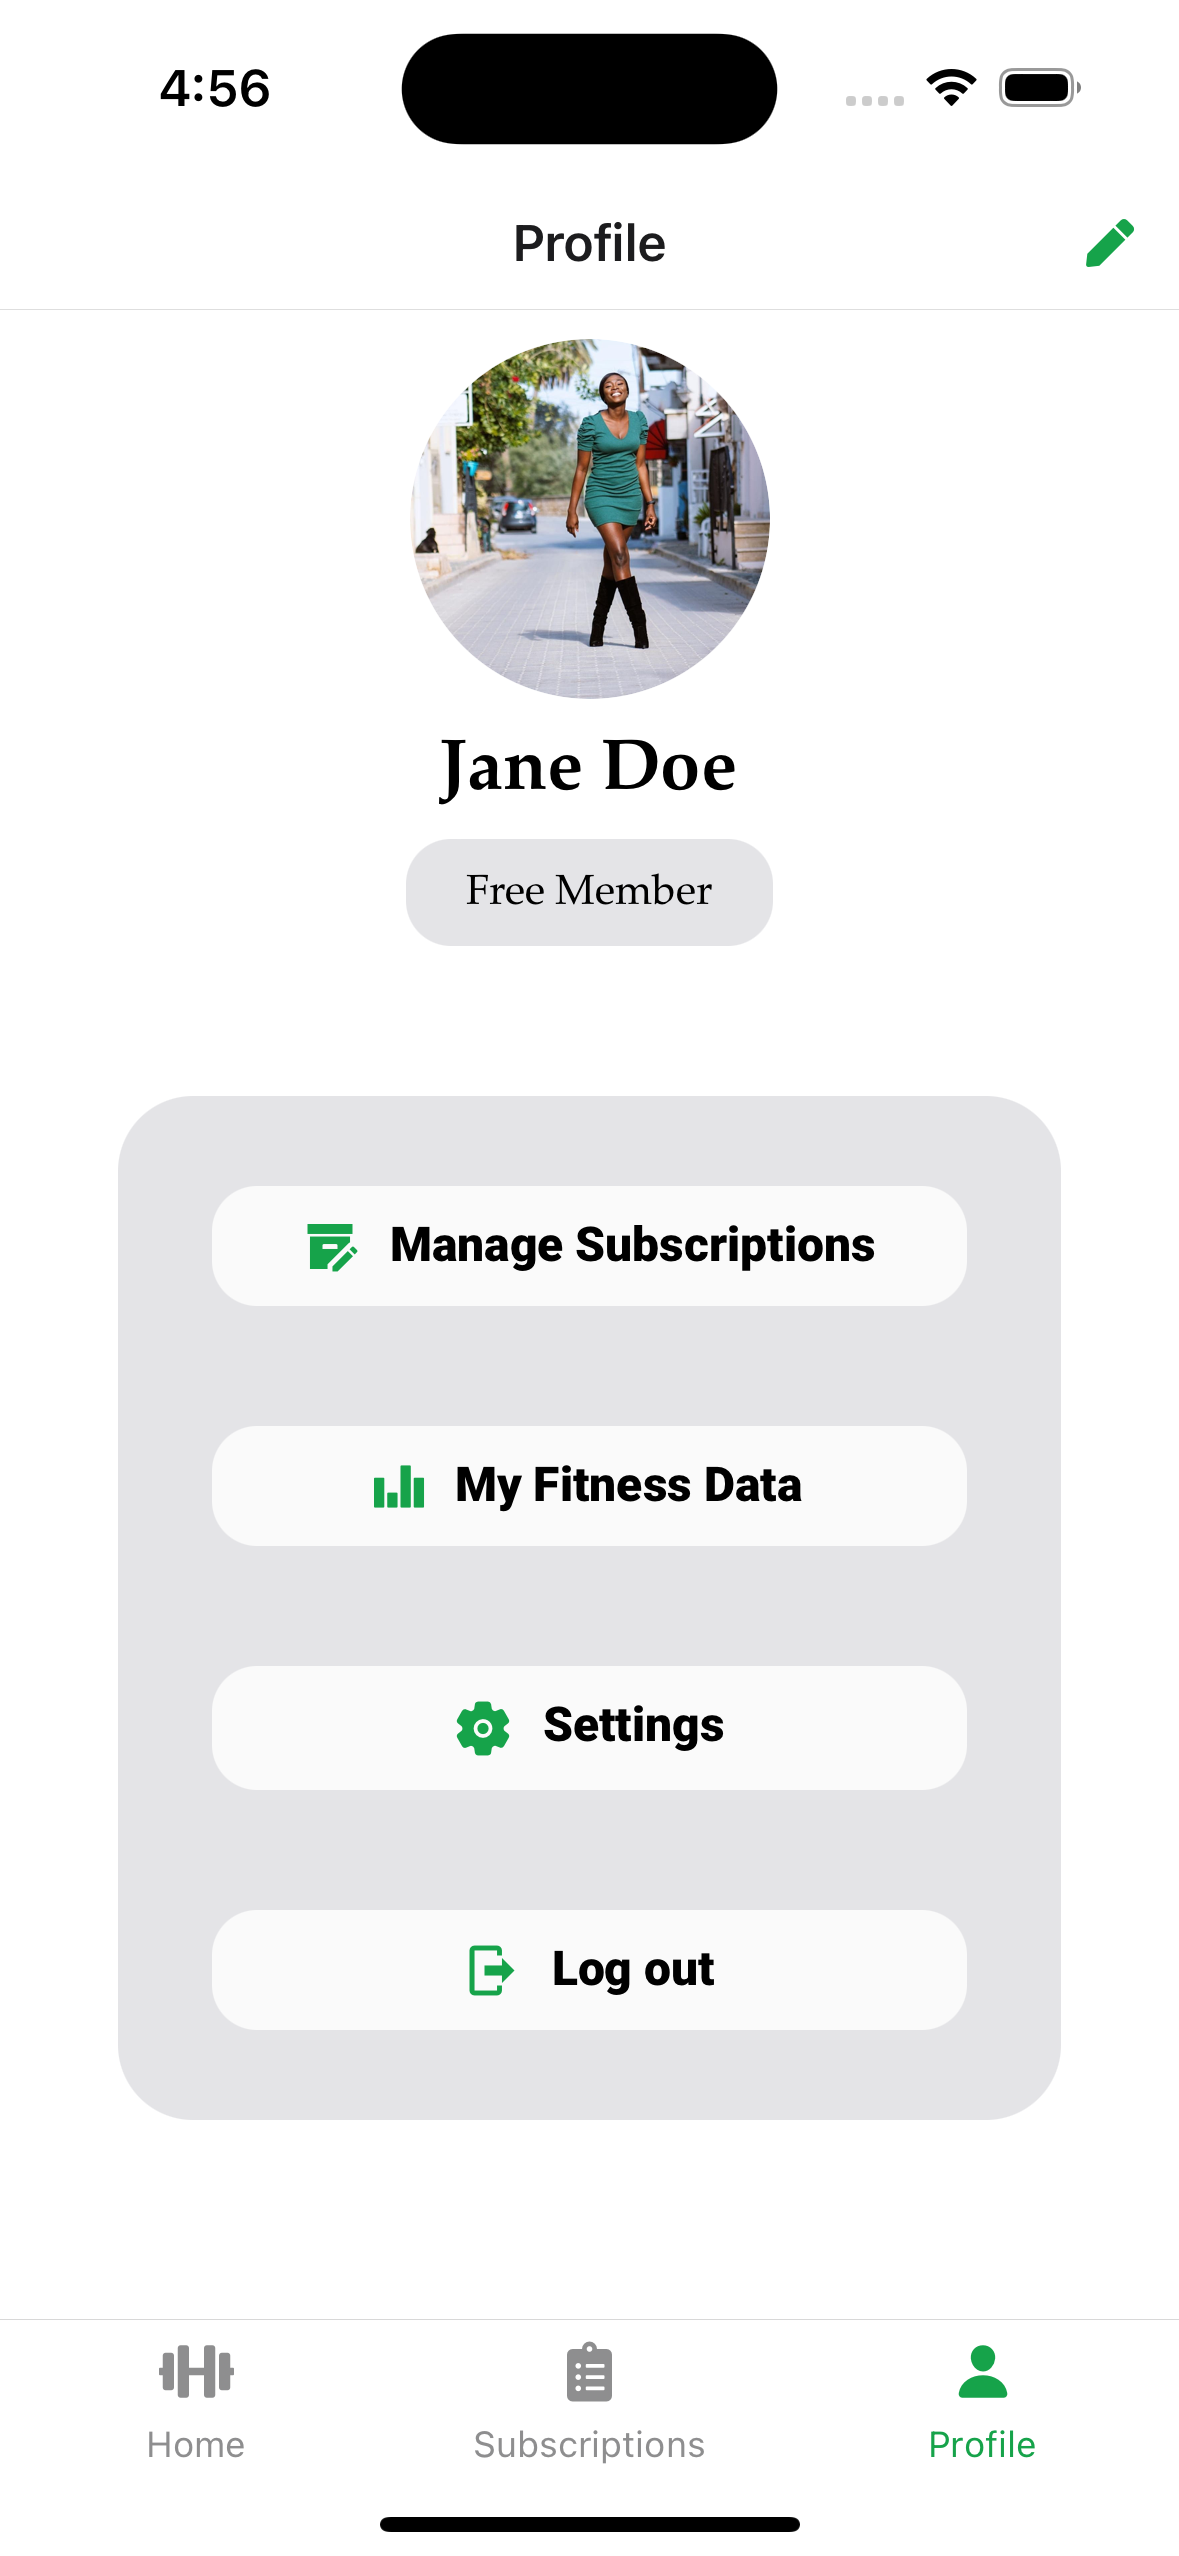 4:56
Profile
Jane Doe
Free Member
Manage Subscriptions
My Fitness Data
Settings
Log out
Home
Subscriptions
Profile